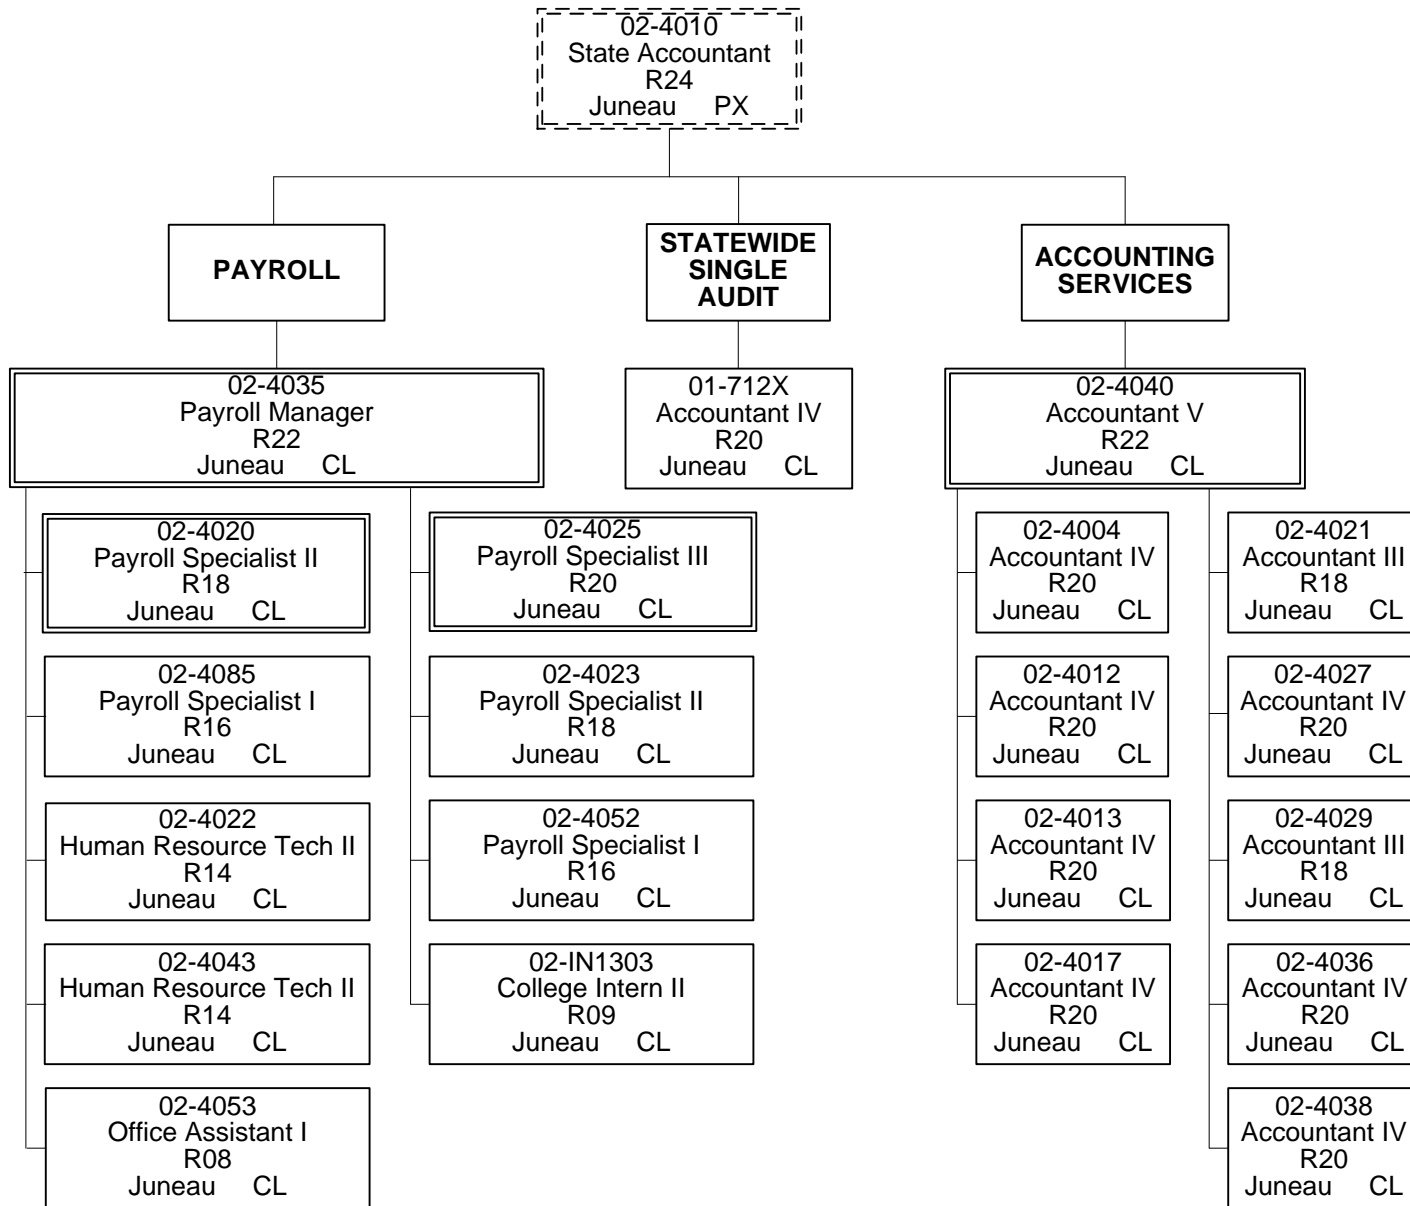 02-4010
State Accountant
R24
Juneau PX
PAYROLL
STATEWIDE
SINGLE
AUDIT
ACCOUNTING
SERVICES
02-4035
Payroll Manager
R22
Juneau CL
01-712X
Accountant IV
R20
Juneau CL
02-4040
Accountant V
R22
Juneau CL
02-4020
Payroll Specialist II
R18
Juneau CL
02-4085
Payroll Specialist I
R16
Juneau CL
02-4022
Human Resource Tech II
R14
Juneau CL
02-4043
Human Resource Tech II
R14
Juneau CL
02-4053
Office Assistant I
R08
Juneau CL
02-4025
Payroll Specialist III
R20
Juneau CL
02-4023
Payroll Specialist II
R18
Juneau CL
02-4052
Payroll Specialist I
R16
Juneau CL
02-IN1303
College Intern II
R09
Juneau CL
02-4004
Accountant IV
R20
Juneau CL
02-4012
Accountant IV
R20
Juneau CL
02-4013
Accountant IV
R20
Juneau CL
02-4017
Accountant IV
R20
Juneau CL
02-4021
Accountant III
R18
Juneau CL
02-4027
Accountant IV
R20
Juneau CL
02-4029
Accountant III
R18
Juneau CL
02-4036
Accountant IV
R20
Juneau CL
02-4038
Accountant IV
R20
Juneau CL